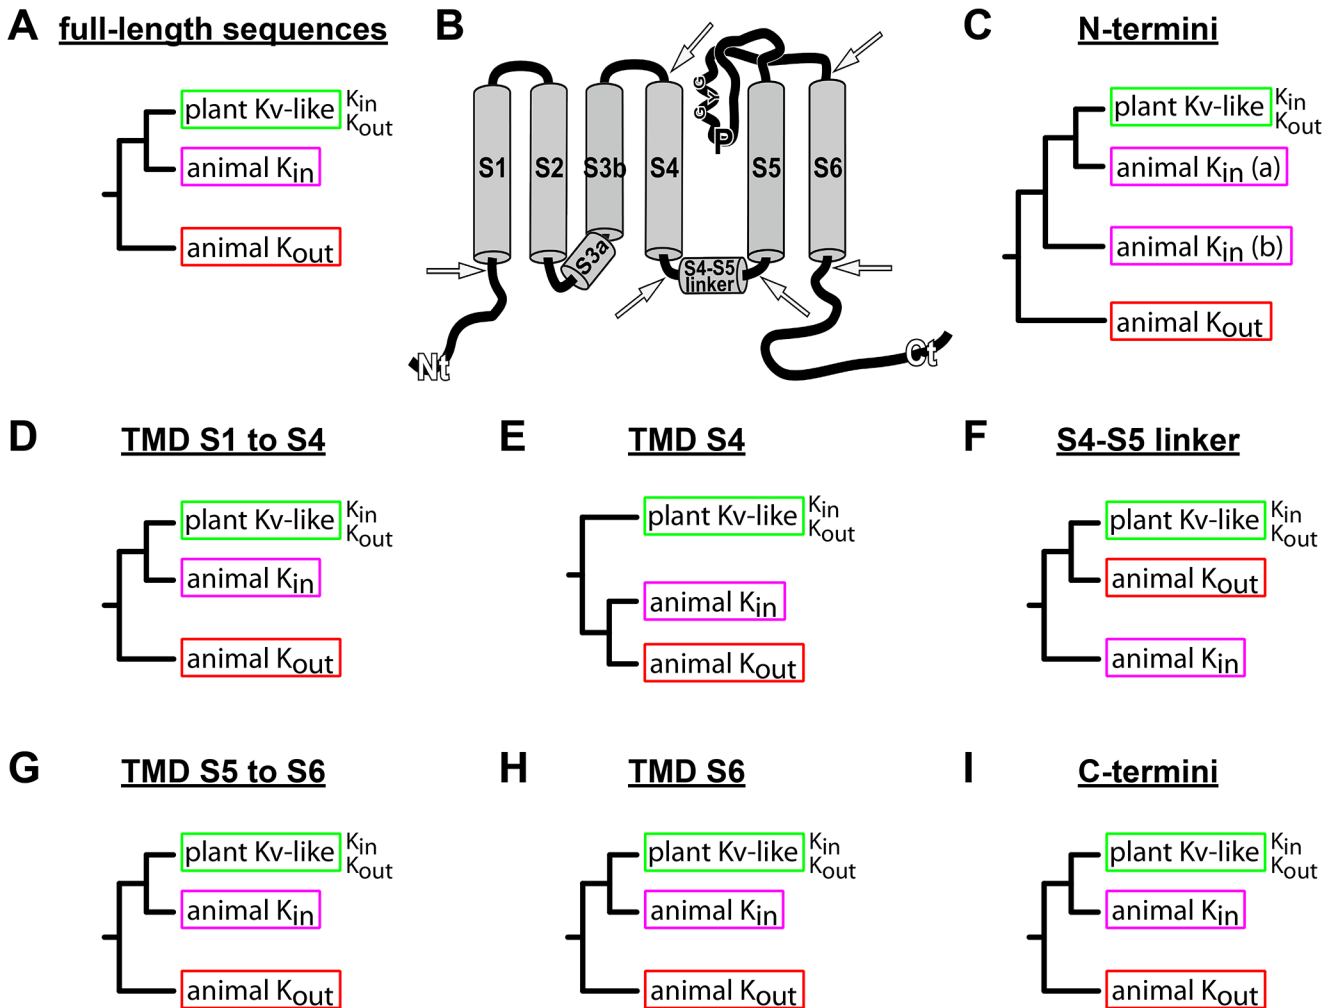 A full-length sequences
plant Kv-like Kin
Kout
animal Kin
animal Kout
B
S1 S2 S3b S4 S5 S6
S3a
S4-S5
linker
G
V
G
P
Nt
Ct
C N-termini
plant Kv-like Kin
Kout
animal Kin (a)
animal Kin (b)
animal Kout
D TMD S1 to S4
plant Kv-like Kin
Kout
animal Kin
animal Kout
E TMD S4
plant Kv-like Kin
Kout
animal Kin
animal Kout
F S4-S5 linker
plant Kv-like Kin
Kout
animal Kout
animal Kin
G TMD S5 to S6
plant Kv-like Kin
Kout
animal Kin
animal Kout
H TMD S6
plant Kv-like Kin
Kout
animal Kin
animal Kout
I C-termini
plant Kv-like Kin
Kout
animal Kin
animal Kout